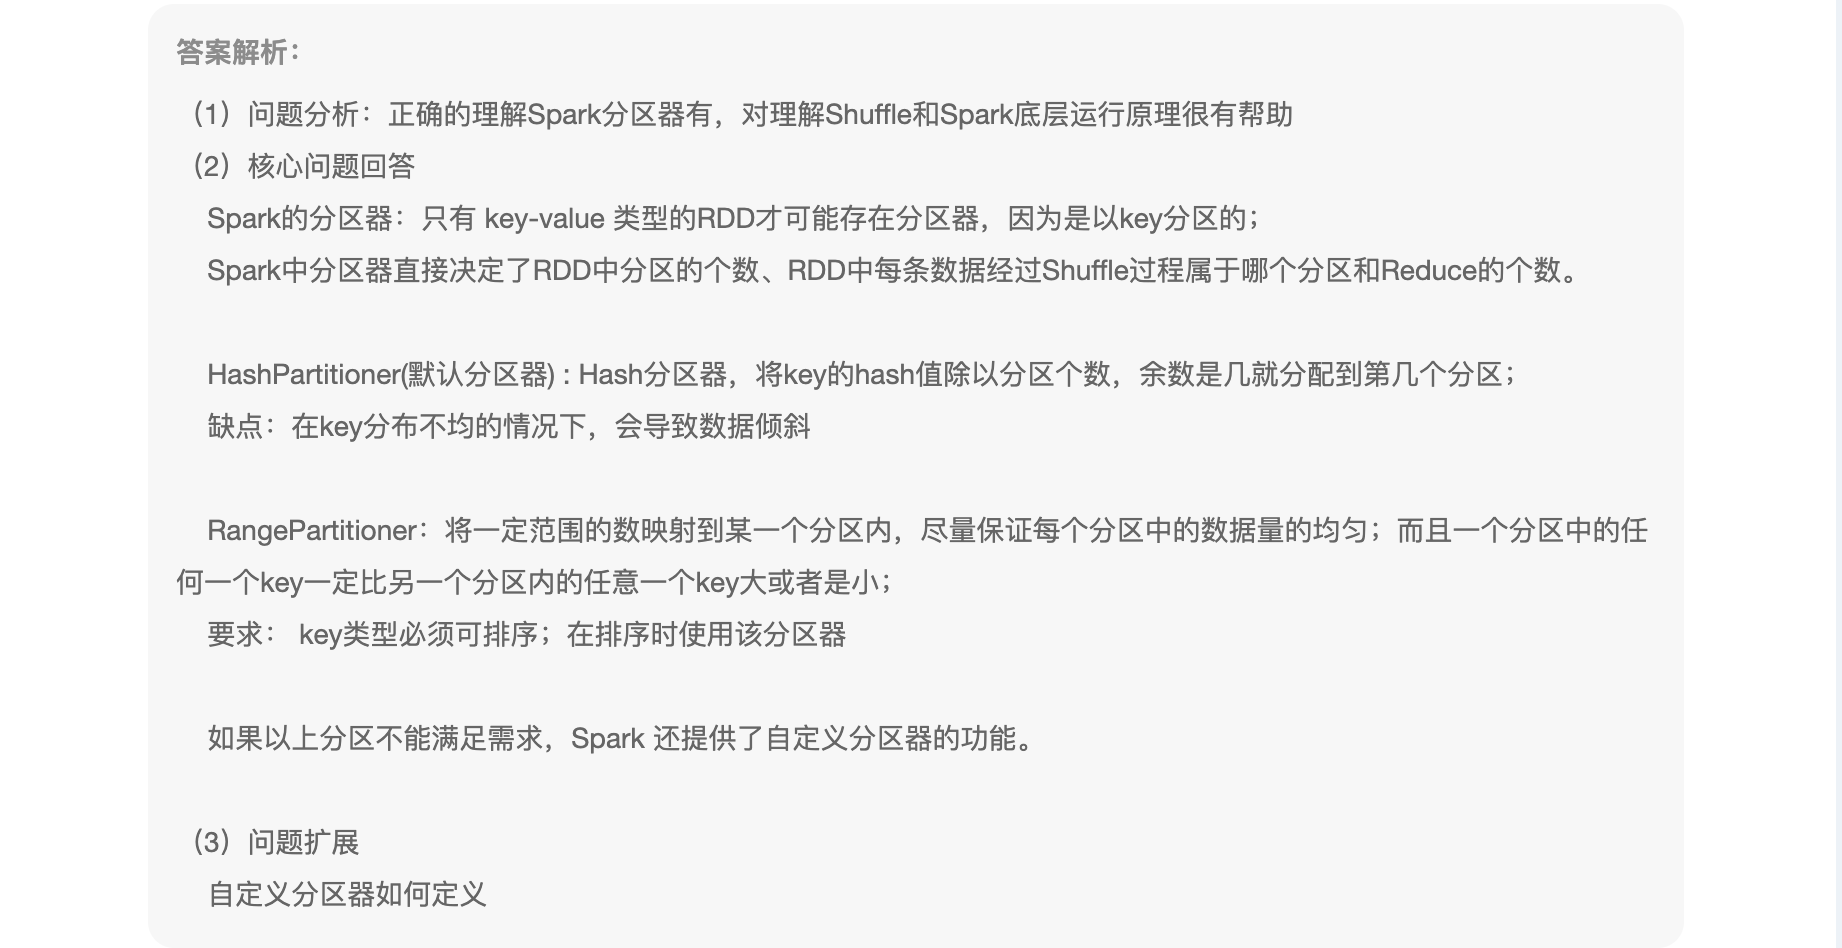 答案解析：
（1）问题分析：正确的理解Spark分区器有，对理解Shuffle和Spark底层运行原理很有帮助
（2）核心问题回答
Spark的分区器：只有 key-value 类型的RDD才可能存在分区器，因为是以key分区的；
Spark中分区器直接决定了RDD中分区的个数、RDD中每条数据经过Shuffle过程属于哪个分区和Reduce的个数。
HashPartitioner(默认分区器) : Hash分区器，将key的hash值除以分区个数，余数是几就分配到第几个分区；
缺点：在key分布不均的情况下，会导致数据倾斜
RangePartitioner：将一定范围的数映射到某一个分区内，尽量保证每个分区中的数据量的均匀；而且一个分区中的任
何一个key一定比另一个分区内的任意一个key大或者是小；
要求： key类型必须可排序；在排序时使用该分区器
如果以上分区不能满足需求，Spark 还提供了自定义分区器的功能。
（3）问题扩展
自定义分区器如何定义